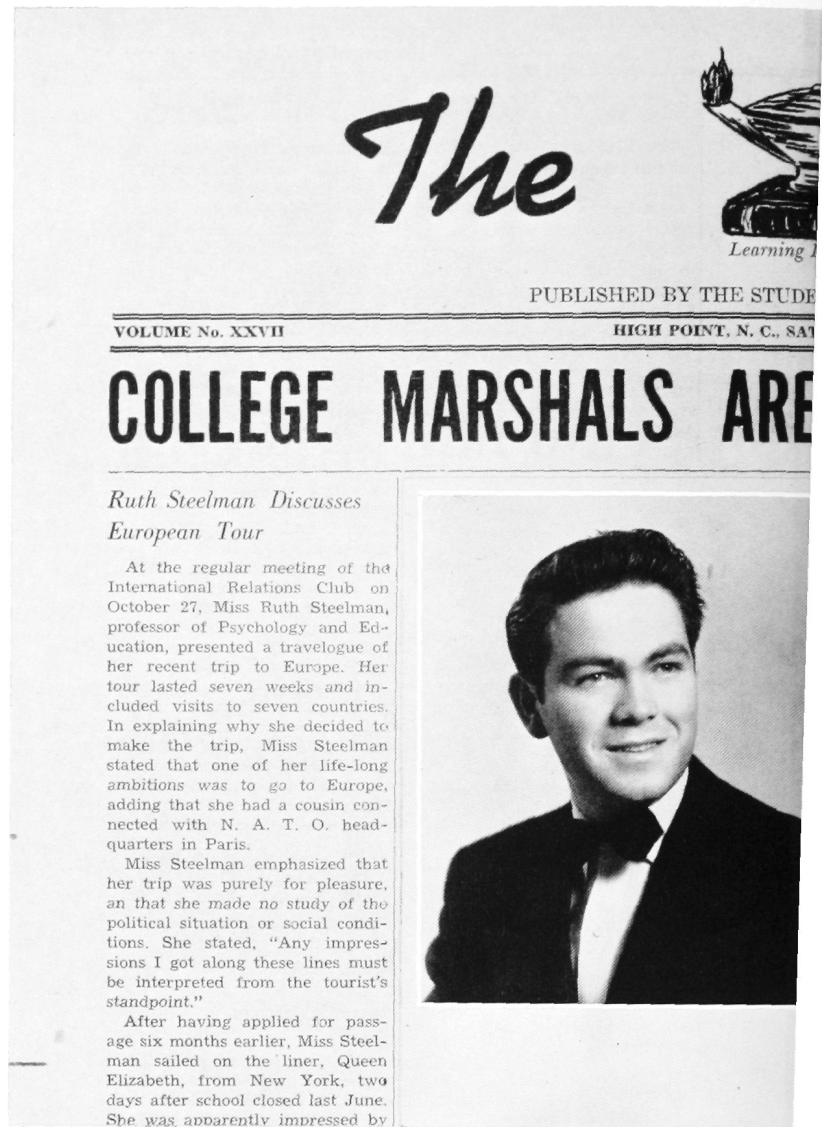 The
Learning
PUBLISHED BY THE STUDE
VOLUME No. XXVII
HIGH POINT, N. C., SAT
COLLEGE MARSHALS ARE
Ruth Steelman Discusses
European Tour
At the regular meeting of the
International Relations Club on
October 27, Miss Ruth Steelman,
professor of Psychology and Ed-
ucation, presented a travelogue of
her recent trip to Europe. Her
tour lasted seven weeks and in-
cluded visits to seven countries.
In explaining why she decided to
make the trip, Miss Steelman
stated that one of her life-long
ambitions was to go to Europe,
adding that she had a cousin con-
nected with N. A. T. O. head-
quarters in Paris.
Miss Steelman emphasized that
her trip was purely for pleasure,
an that she made no study of the
political situation or social condi-
tions. She stated, "Any impres-
sions I got along these lines must
be interpreted from the tourist's
standpoint."
After having applied for pass-
age six months earlier, Miss Steel-
man sailed on the liner, Queen
Elizabeth, from New York, two
days after school closed last June.
She was apparently impressed by